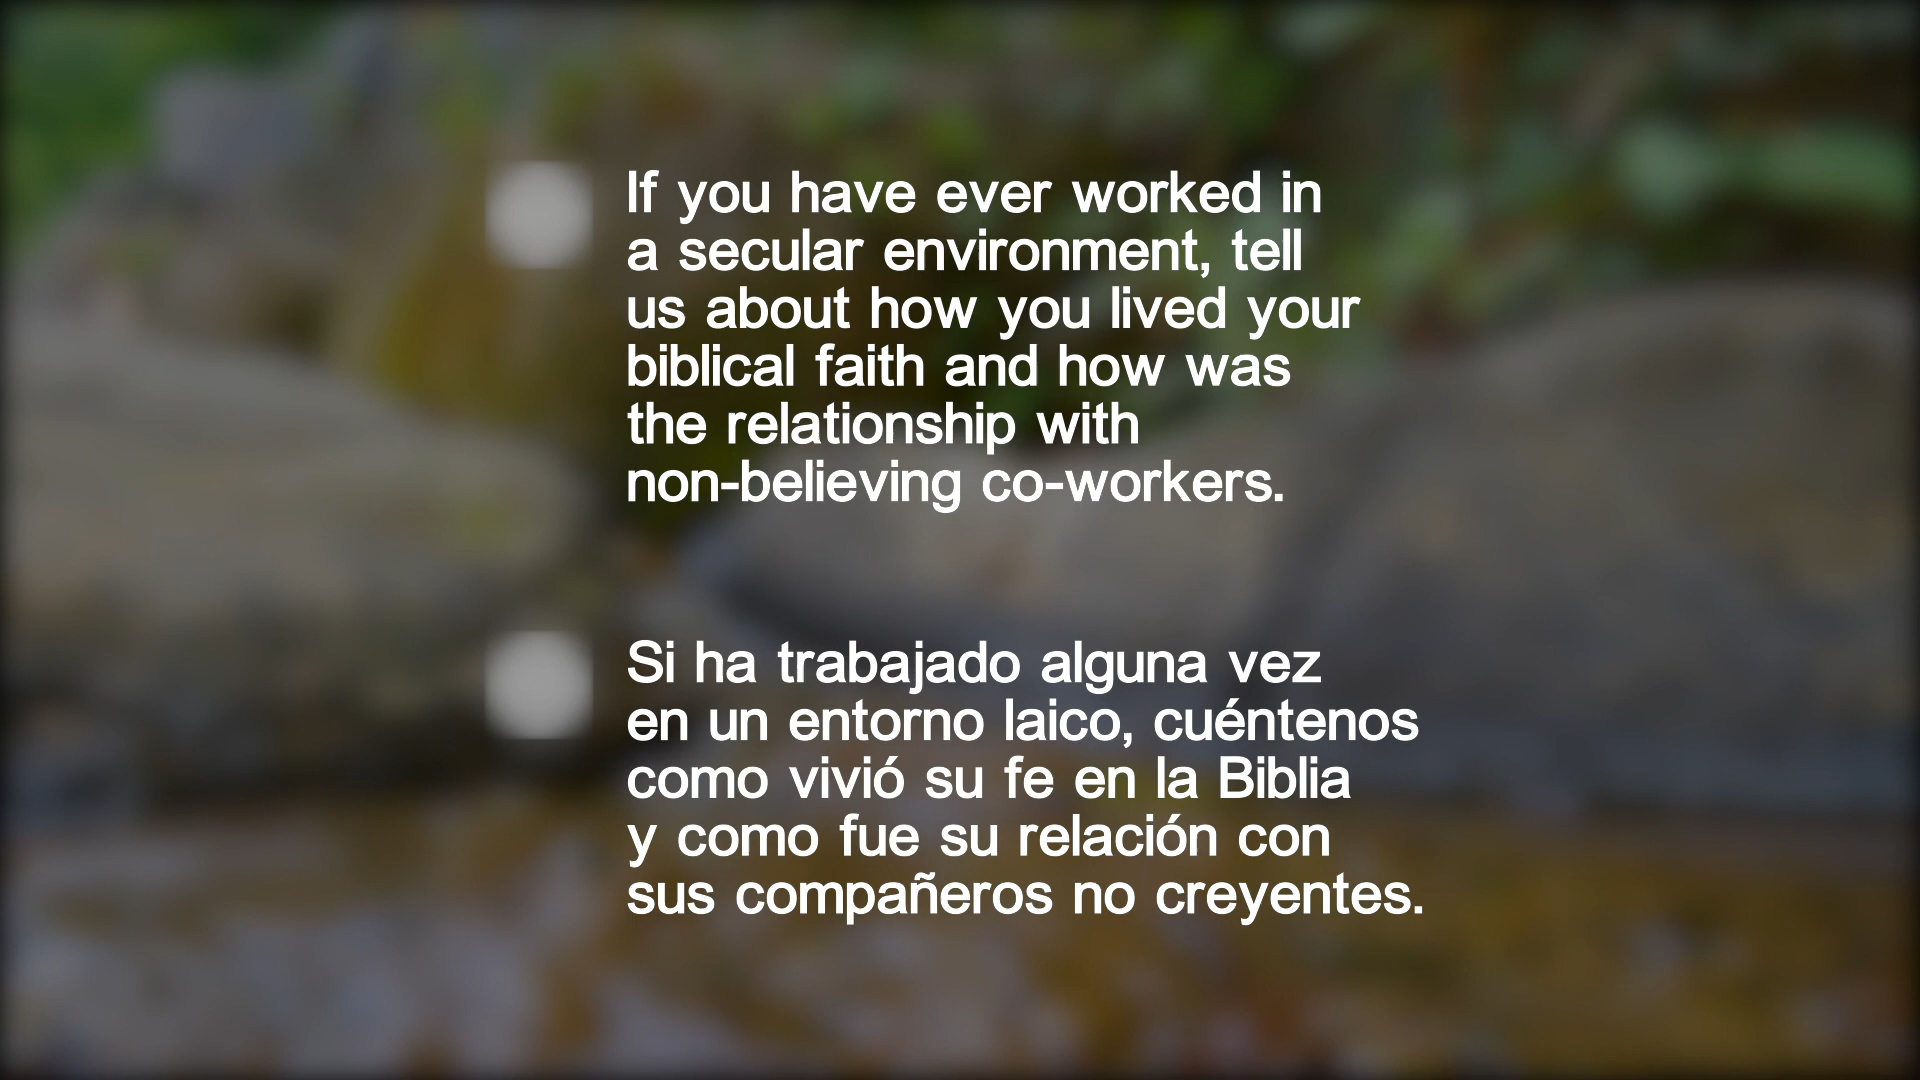 If you have ever worked in
a secular environment, tell
us about how you lived your
biblical faith and how was
the relationship with
non-believing co-workers.
Si ha trabajado alguna vez
en un entorno laico, cuéntenos
como vivió su fe en la Biblia
y como fue su relación con
sus compañeros no creyentes.